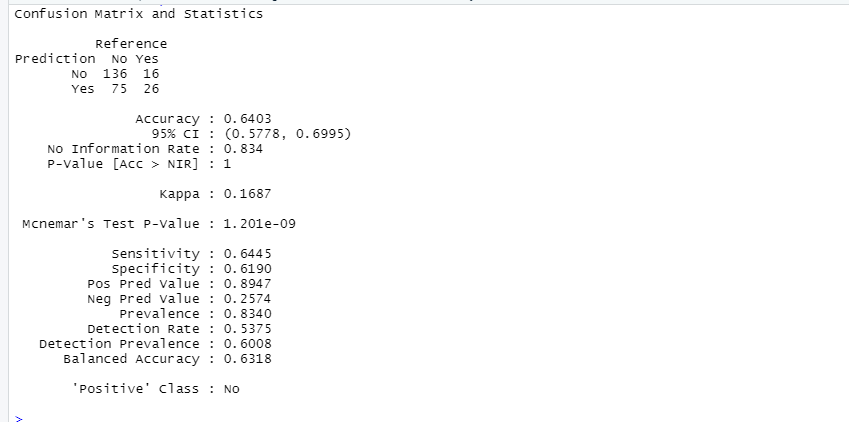 Confusion Matrix and Statistics
Reference
Prediction No Yes
No 136 16
Yes 75 26
Accuracy : 0.6403
95% CI : (0.5778, 0.6995)
No Information Rate : 0.834
P-Value [Acc > NIR] : 1
Kappa : 0.1687
Mcnemar's Test P-Value : 1.201e-09
Sensitivity : 0.6445
Specificity : 0.6190
Pos Pred Value : 0.8947
Neg Pred Value : 0.2574
Prevalence : 0.8340
Detection Rate : 0.5375
Detection Prevalence : 0.6008
Balanced Accuracy : 0.6318
'Positive' Class : No
>